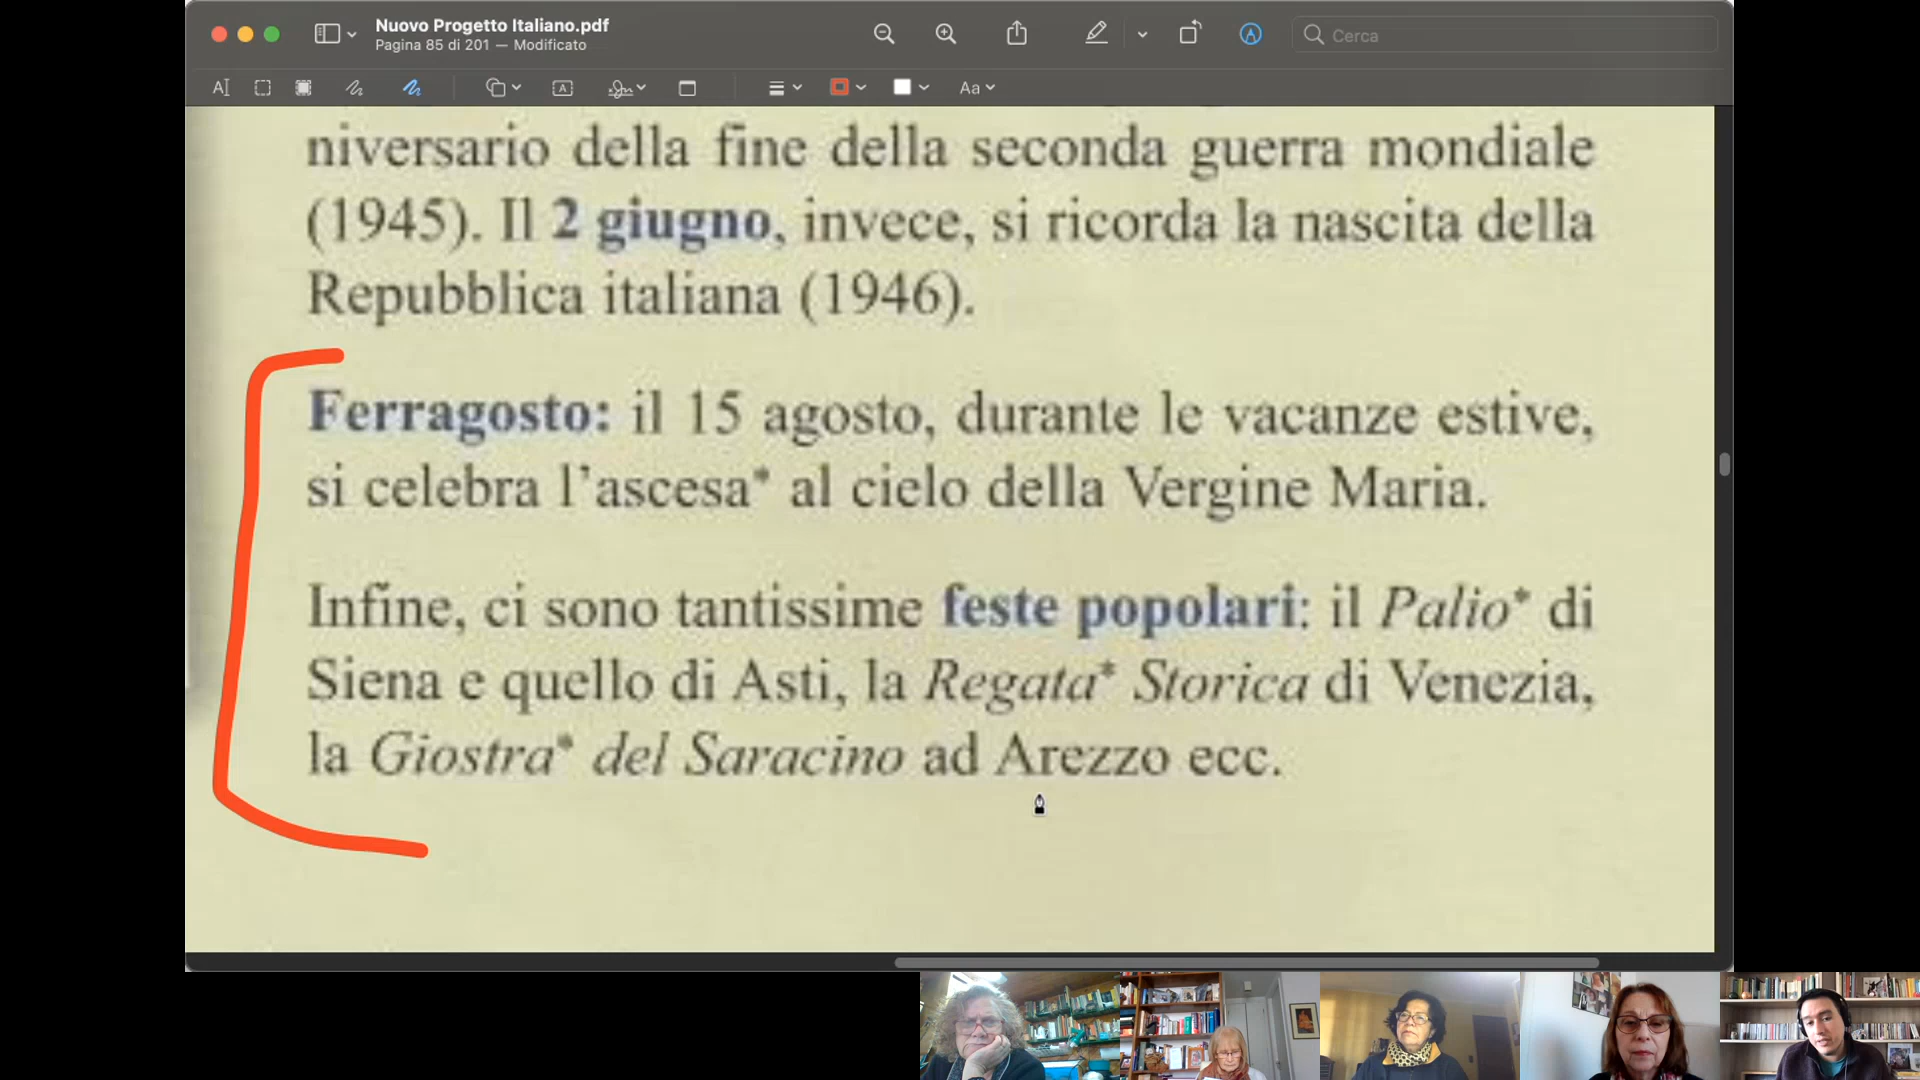 Nuovo Progetto Italiano.pdf
Pagina 85 di 201 — Modificato
Cerca
Aa
niversario della fine della seconda guerra mondiale
(1945). Il 2 giugno, invece, si ricorda la nascita della
Repubblica italiana (1946).
Ferragosto: il 15 agosto, durante le vacanze estive,
si celebra l'ascesa* al cielo della Vergine Maria.
Infine, ci sono tantissime feste popolari: il Palio* di
Siena e quello di Asti, la Regata* Storica di Venezia,
la Giostra* del Saracino ad Arezzo ecc.